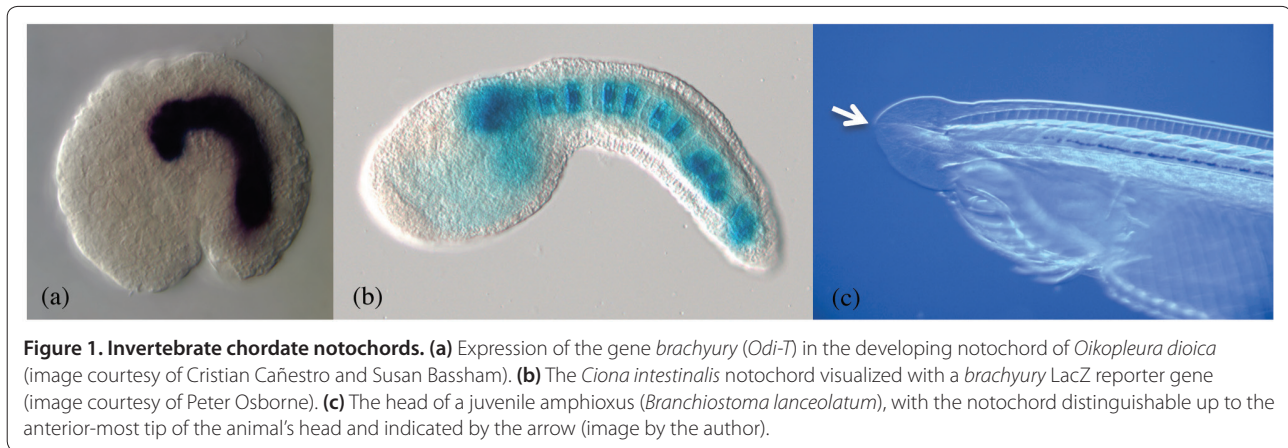 (a)
(b)
(c)
Figure 1. Invertebrate chordate notochords. (a) Expression of the gene brachyury (Odi-T) in the developing notochord of Oikopleura dioica
(image courtesy of Cristian Cañestro and Susan Bassham). (b) The Ciona intestinalis notochord visualized with a brachyury LacZ reporter gene
(image courtesy of Peter Osborne). (c) The head of a juvenile amphioxus (Branchiostoma lanceolatum), with the notochord distinguishable up to the
anterior-most tip of the animal's head and indicated by the arrow (image by the author).